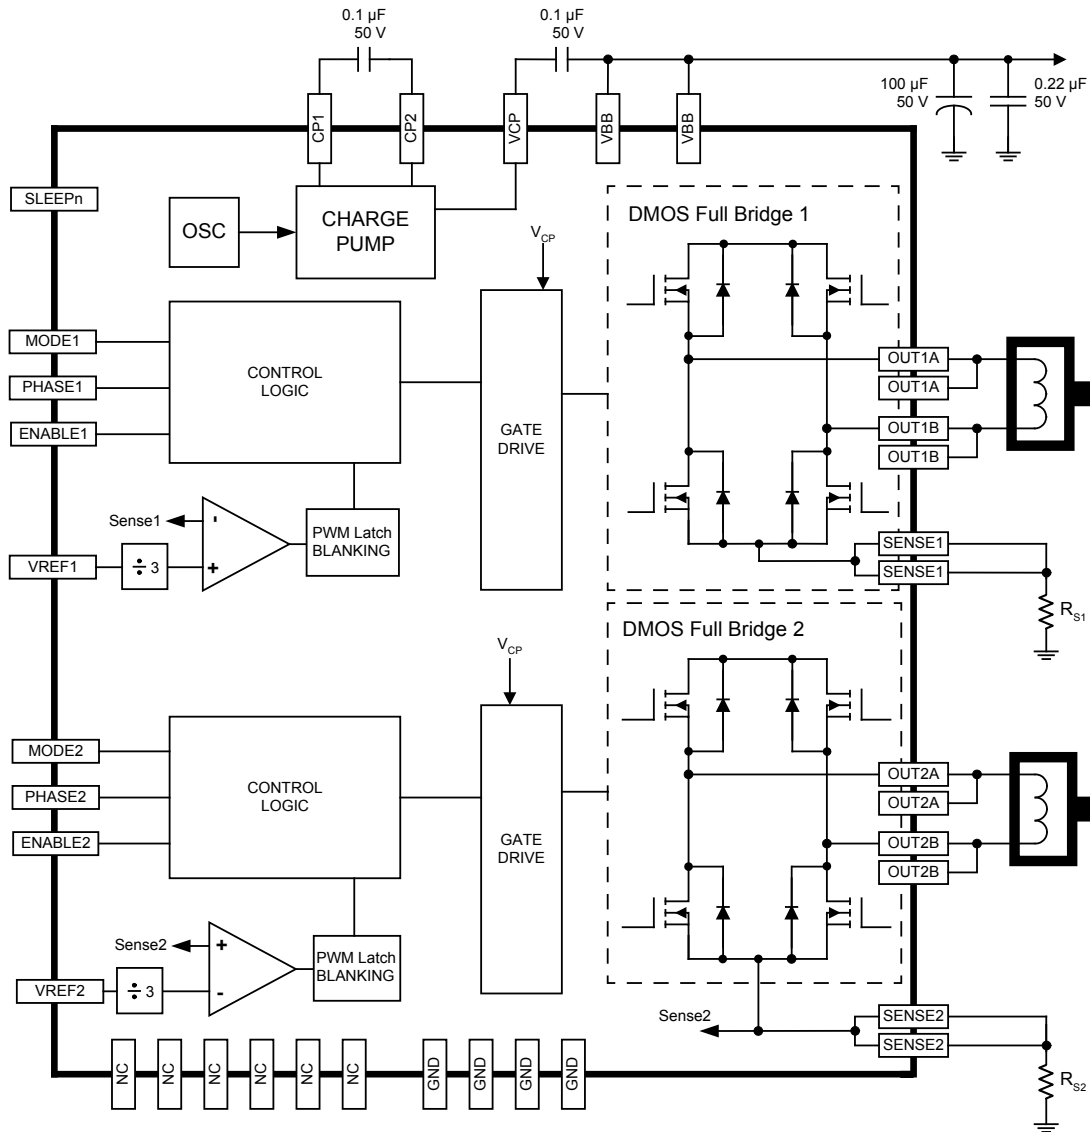 0.1 µF
50 V
0.1 µF
50 V
100 µF
50 V
0.22 µF
50 V
CP1
CP2
VCP
VBB
VBB
SLEEPn
OSC
CHARGE
PUMP
DMOS Full Bridge 1
VCP
MODE1
PHASE1
ENABLE1
CONTROL
LOGIC
GATE
DRIVE
OUT1A
OUT1A
OUT1B
OUT1B
Sense1
-
+
PWM Latch
BLANKING
VREF1
÷ 3
SENSE1
SENSE1
RS1
DMOS Full Bridge 2
VCP
MODE2
PHASE2
ENABLE2
CONTROL
LOGIC
GATE
DRIVE
OUT2A
OUT2A
OUT2B
OUT2B
Sense2
+
-
PWM Latch
BLANKING
VREF2
÷ 3
Sense2
SENSE2
SENSE2
RS2
NC
NC
NC
NC
NC
NC
GND
GND
GND
GND